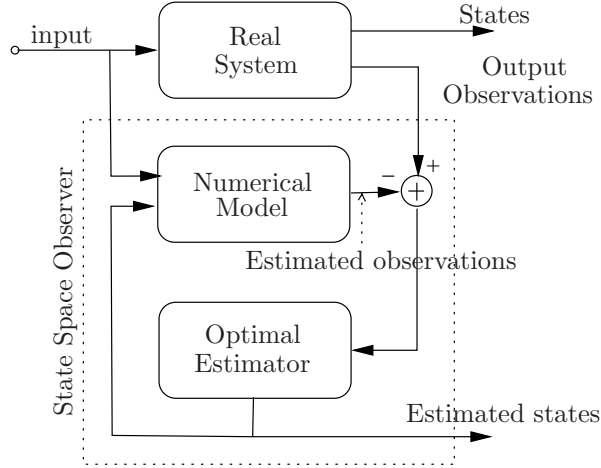 States
input
Real
System
Output
Observations
−
+
+
Numerical
Model
State Space Observer
Estimated observations
Optimal
Estimator
Estimated states